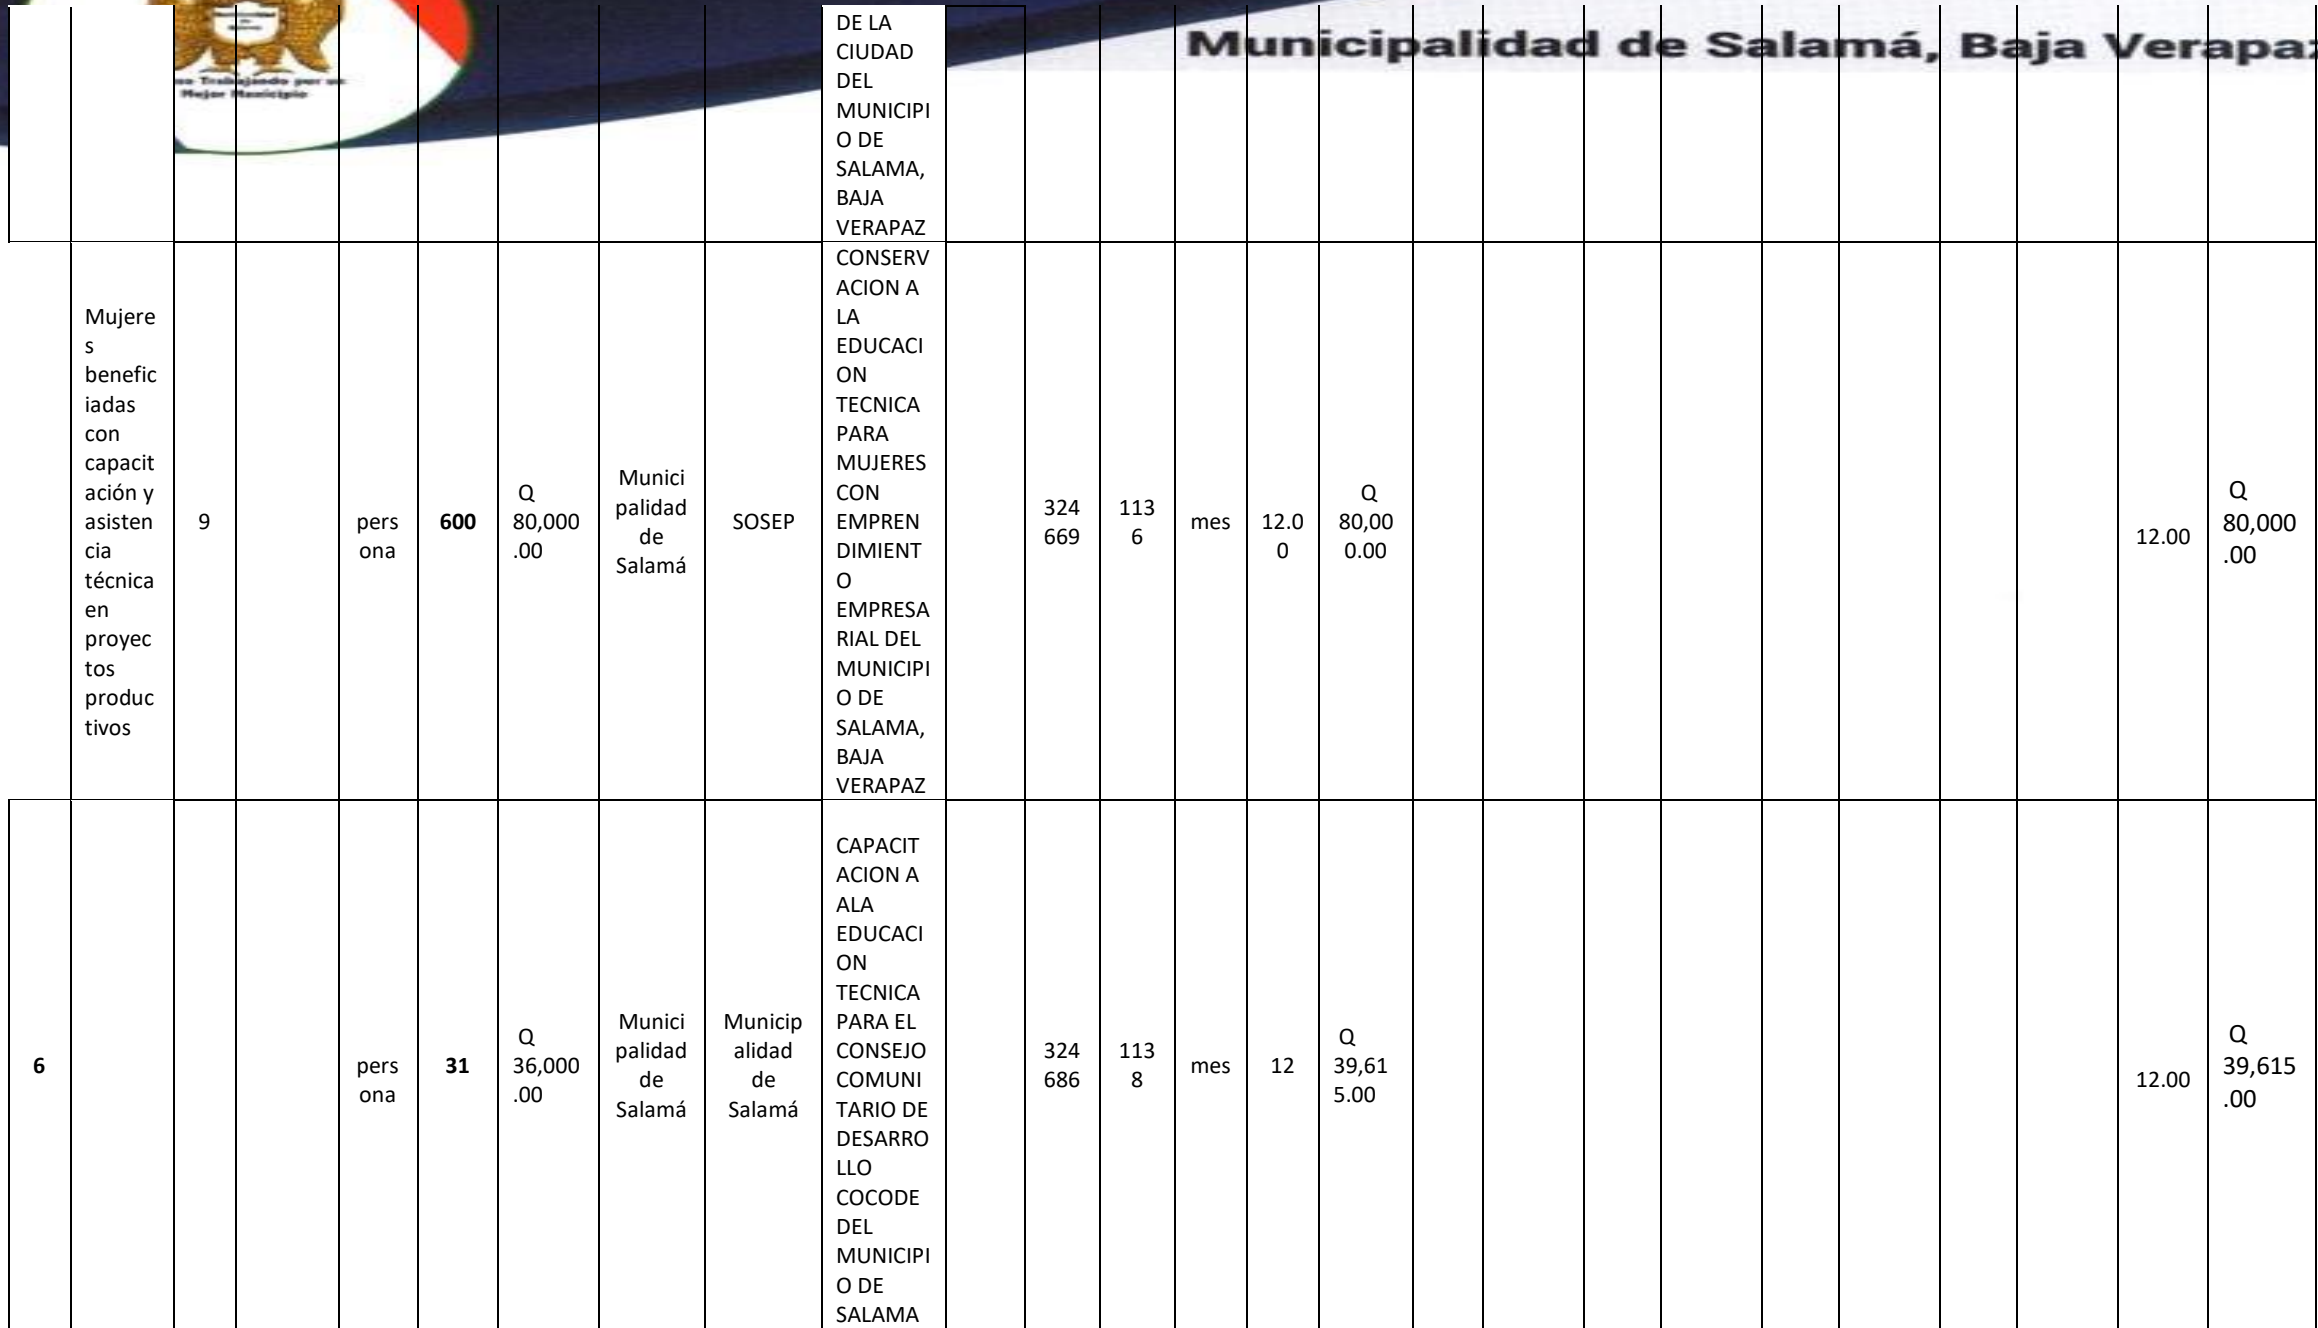 Municipalidad de Salamá, Baja Verapaz
Trabajando por un
Mejor Municipio
DE LA
CIUDAD
DEL
MUNICIPI
O DE
SALAMA,
BAJA
VERAPAZ
Mujere
s
benefic
iadas
con
capacit
ación y
asisten
cia
técnica
en
proyec
tos
produc
tivos
9
pers
ona
600
Q
80,000
.00
Munici
palidad
de
Salamá
SOSEP
CONSERV
ACION A
LA
EDUCACI
ON
TECNICA
PARA
MUJERES
CON
EMPREN
DIMIENT
O
EMPRESA
RIAL DEL
MUNICIPI
O DE
SALAMA,
BAJA
VERAPAZ
324
669
113
6
mes
12.0
0
Q
80,00
0.00
12.00
Q
80,000
.00
6
pers
ona
31
Q
36,000
.00
Munici
palidad
de
Salamá
Municip
alidad
de
Salamá
CAPACIT
ACION A
ALA
EDUCACI
ON
TECNICA
PARA EL
CONSEJO
COMUNI
TARIO DE
DESARRO
LLO
COCODE
DEL
MUNICIPI
O DE
SALAMA
324
686
113
8
mes
12
Q
39,61
5.00
12.00
Q
39,615
.00